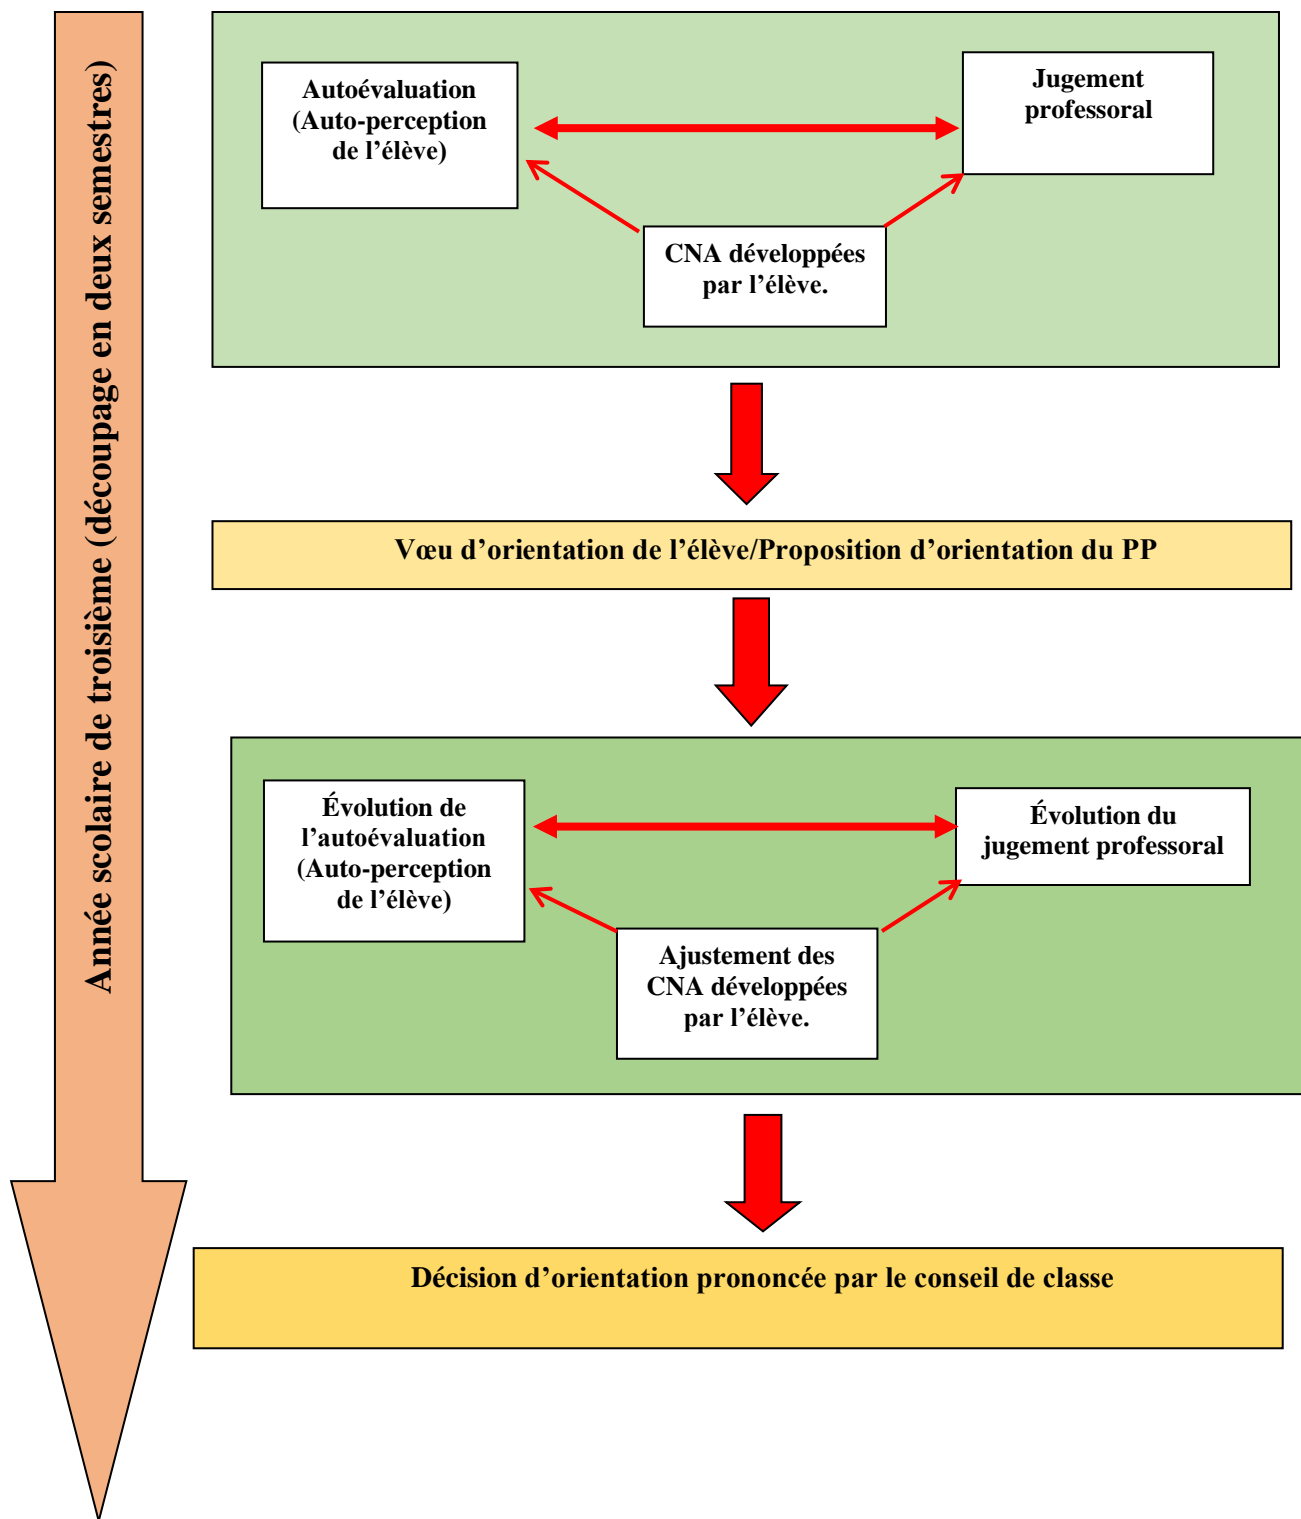 Année scolaire de troisième (découpage en deux semestres)
Autoévaluation
(Auto-perception
de l’élève)
Jugement
professoral
CNA développées
par l’élève.
Vœu d’orientation de l’élève/Proposition d’orientation du PP
Évolution de
l’autoévaluation
(Auto-perception
de l’élève)
Évolution du
jugement professoral
Ajustement des
CNA développées
par l’élève.
Décision d’orientation prononcée par le conseil de classe